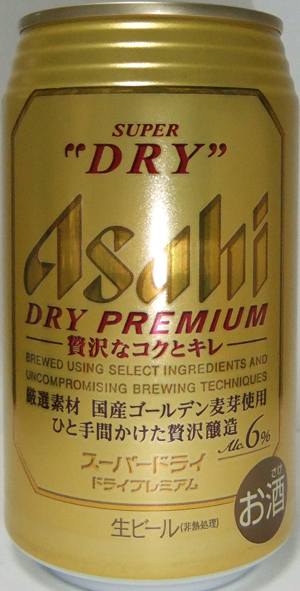 SUPER
"DRY"
Asahi
DRY PREMIUM
贅沢なコクとキレ
BREWED USING SELECT INGREDIENTS AND
UNCOMPROMISING BREWING TECHNIQUES
厳選素材 国産ゴールデン麦芽使用
ひと手間かけた贅沢醸造
Alc.6%
スーパードライ
ドライプレミアム
さけ
お酒
生ビール(非熱処理)